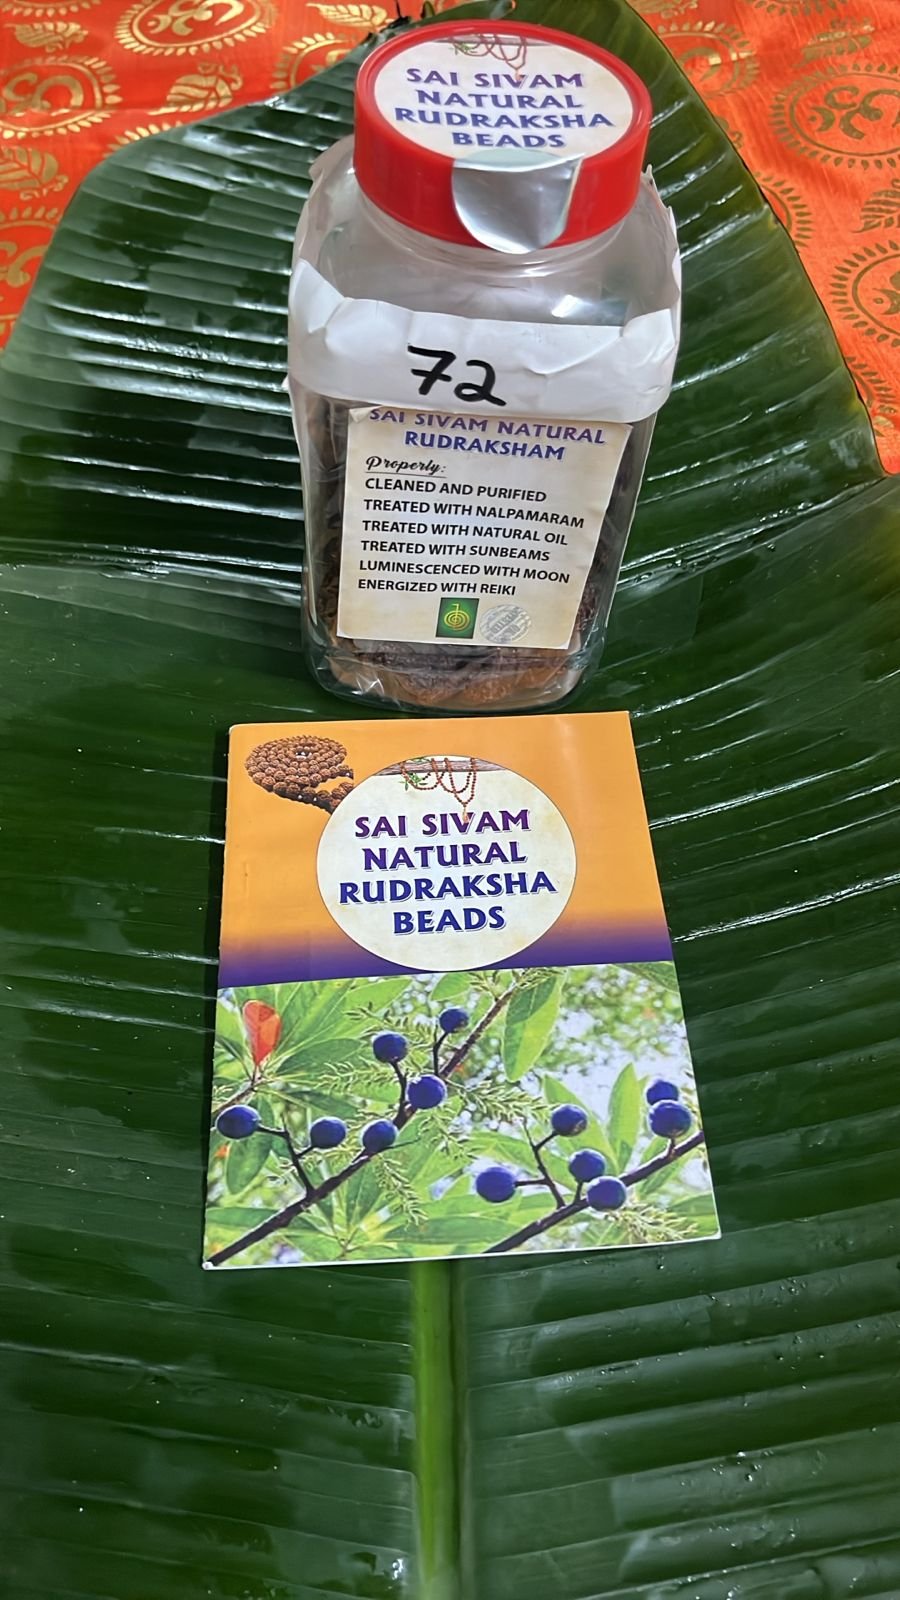 SAI SIVAM
NATURAL
RUDRAKSHA
BEADS
72
SAI SIVAM NATURAL
RUDRAKSHAM
Properly:
CLEANED AND PURIFIED
TREATED WITH NALPAMARAM
TREATED WITH NATURAL OIL
TREATED WITH SUNBEAMS
LUMINESCENCED WITH MOON
ENERGIZED WITH REIKI
SAI SIVAM
NATURAL
RUDRAKSHA
BEADS